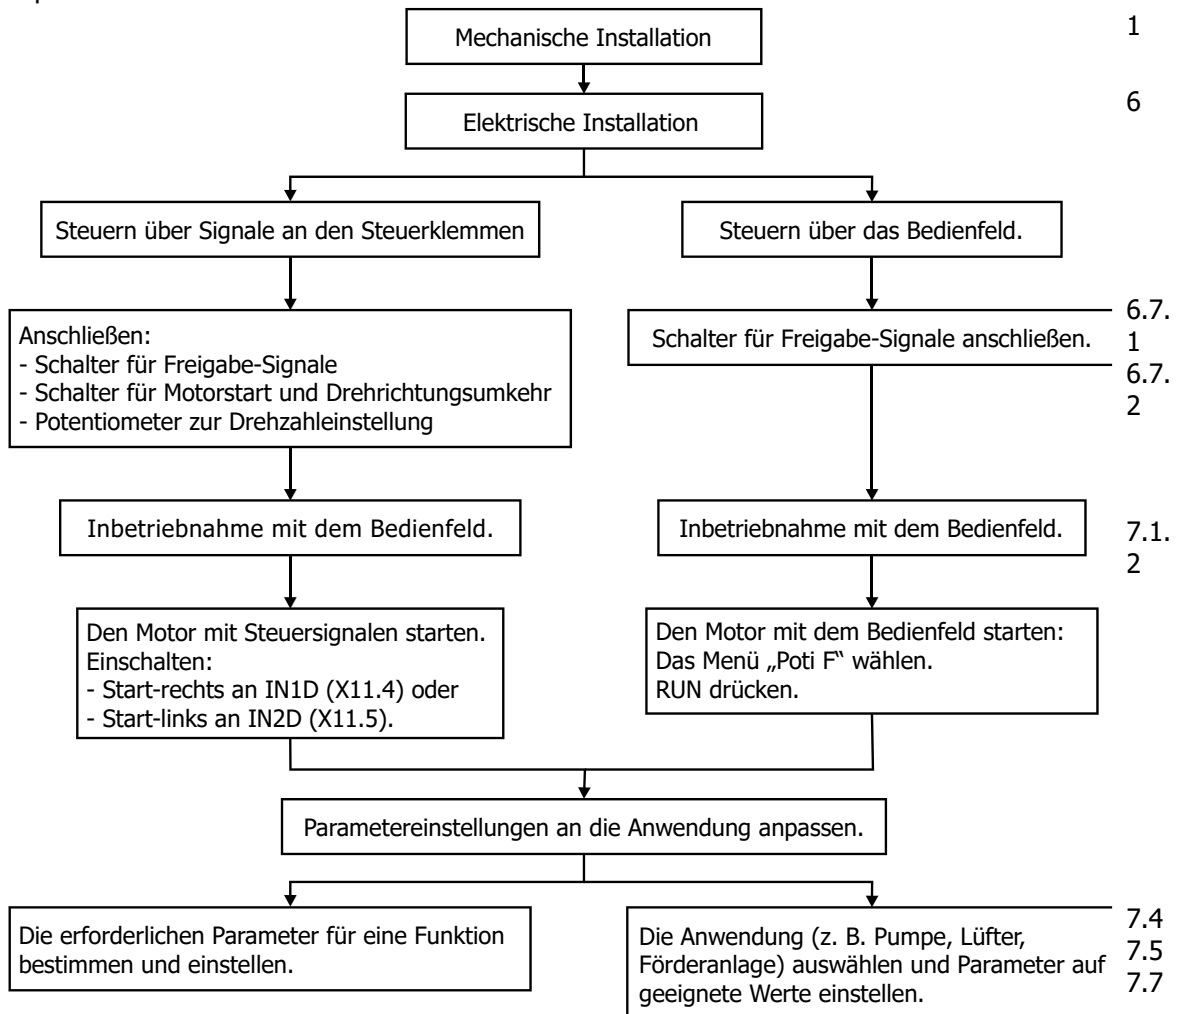 Mechanische Installation
1
Elektrische Installation
6
Steuern über Signale an den Steuerklemmen
Steuern über das Bedienfeld.
Anschließen:
- Schalter für Freigabe-Signale
- Schalter für Motorstart und Drehrichtungsumkehr
- Potentiometer zur Drehzahleinstellung
Schalter für Freigabe-Signale anschließen.
6.7.
1
6.7.
2
Inbetriebnahme mit dem Bedienfeld.
Inbetriebnahme mit dem Bedienfeld.
7.1.
2
Den Motor mit Steuersignalen starten.
Einschalten:
- Start-rechts an IN1D (X11.4) oder
- Start-links an IN2D (X11.5).
Den Motor mit dem Bedienfeld starten:
Das Menü „Poti F“ wählen.
RUN drücken.
Parametereinstellungen an die Anwendung anpassen.
Die erforderlichen Parameter für eine Funktion
bestimmen und einstellen.
Die Anwendung (z. B. Pumpe, Lüfter,
Förderanlage) auswählen und Parameter auf
geeignete Werte einstellen.
7.4
7.5
7.7